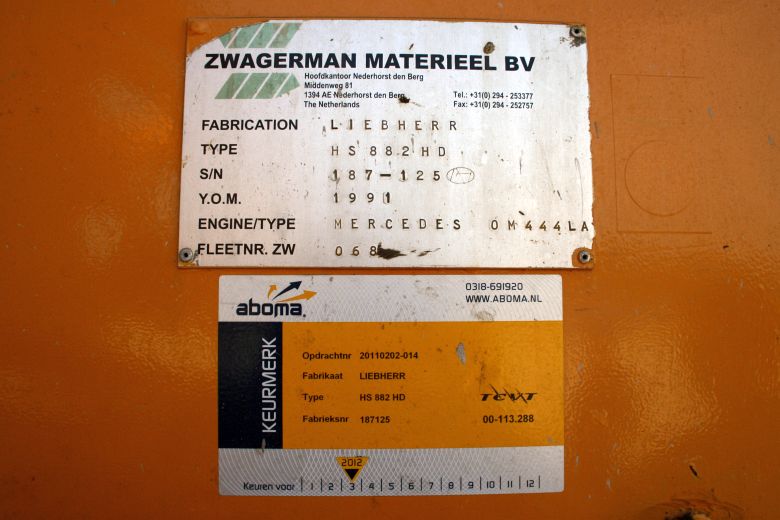 ZWAGERMAN MATERIEEL BV
Hoofdkantoor Nederhorst den Berg
Middenweg 81
1394 AE Nederhorst den Berg Tel.: +31(0) 294 - 253377
The Netherlands Fax: +31(0) 294 - 252757
FABRICATION LIEBHERR
TYPE HS 882 HD
S/N 187-125
Y.O.M. 1991
ENGINE/TYPE MERCEDES OM444LA
FLEETNR. ZW 068
aboma 0318-691920
WWW.ABOMA.NL
KEURMERK
Opdrachtnr 20110202-014
Fabrikaat LIEBHERR
Type HS 882 HD TCVT
Fabrieksnr 187125 00-113.288
2012
Keuren voor | 1 | 2 | 3 | 4 | 5 | 6 | 7 | 8 | 9 | 10 | 11 | 12 |